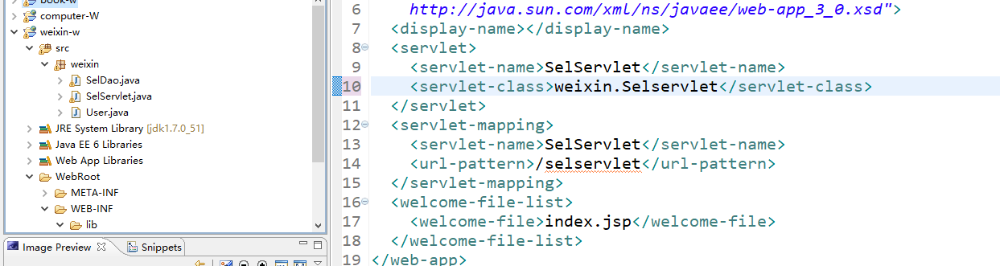 book-w
computer-W
weixin-w
src
weixin
SelDao.java
SelServlet.java
User.java
JRE System Library [jdk1.7.0_51]
Java EE 6 Libraries
Web App Libraries
WebRoot
META-INF
WEB-INF
lib
Image Preview
Snippets
6 http://java.sun.com/xml/ns/javaee/web-app_3_0.xsd">
7 <display-name></display-name>
8 <servlet>
9 <servlet-name>SelServlet</servlet-name>
10 <servlet-class>weixin.Selservlet</servlet-class>
11 </servlet>
12 <servlet-mapping>
13 <servlet-name>SelServlet</servlet-name>
14 <url-pattern>/selservlet</url-pattern>
15 </servlet-mapping>
16 <welcome-file-list>
17 <welcome-file>index.jsp</welcome-file>
18 </welcome-file-list>
19 </web-app>